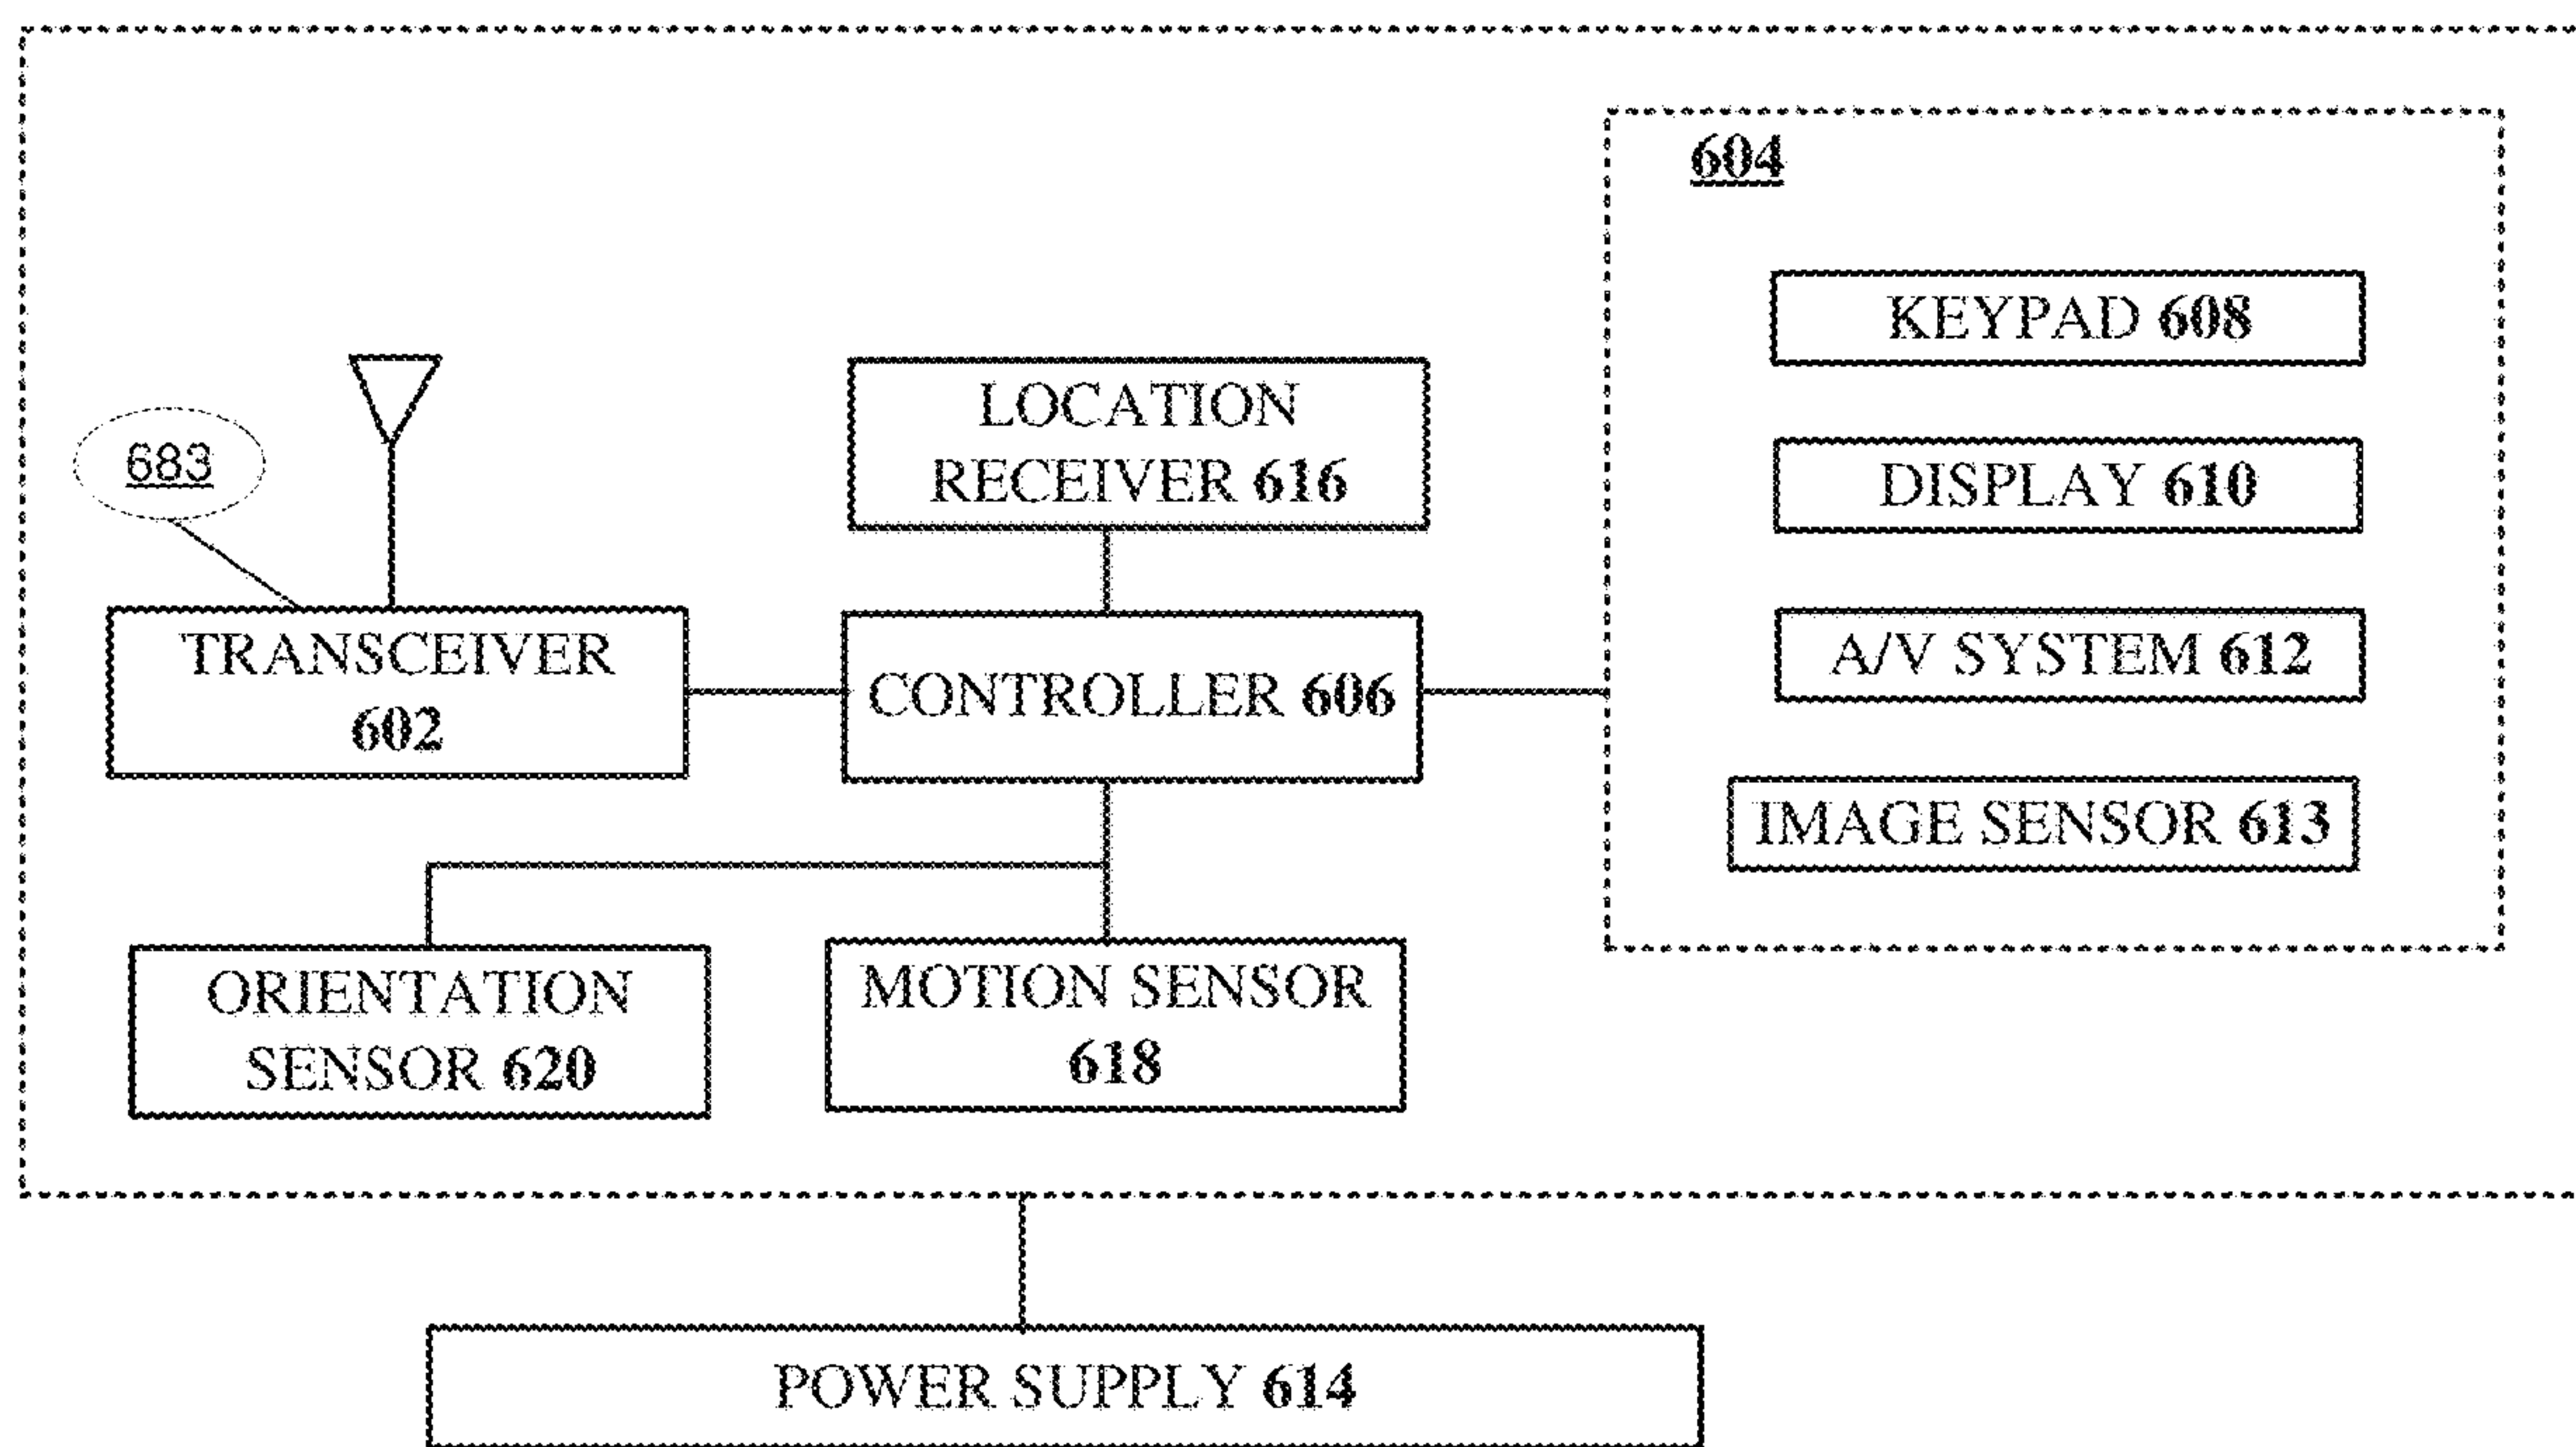 604
KEYPAD 608
LOCATION
RECEIVER 616
683
DISPLAY 610
TRANSCEIVER
602
CONTROLLER 606
A/V SYSTEM 612
IMAGE SENSOR 613
ORIENTATION
SENSOR 620
MOTION SENSOR
618
POWER SUPPLY 614